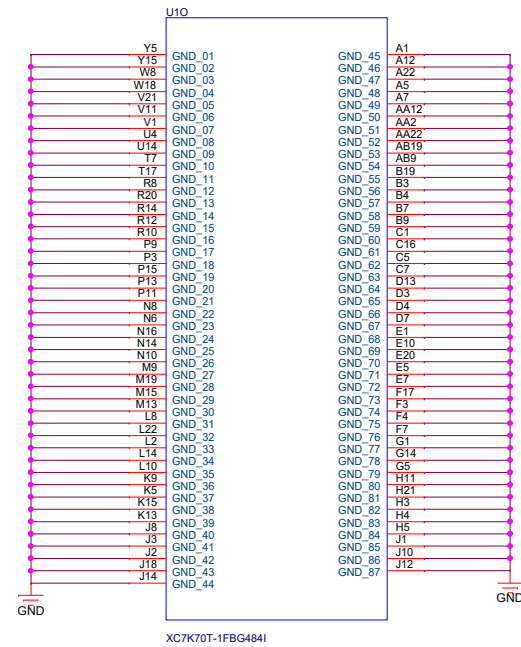 U1O
Y5 GND_01 GND_45 A1
Y15 GND_02 GND_46 A12
W8 GND_03 GND_47 A22
W18 GND_04 GND_48 A5
V21 GND_05 GND_49 A7
V11 GND_06 GND_50 AA12
V1 GND_07 GND_51 AA2
U4 GND_08 GND_52 AA22
U14 GND_09 GND_53 AB19
T7 GND_10 GND_54 AB9
T17 GND_11 GND_55 B19
R8 GND_12 GND_56 B3
R20 GND_13 GND_57 B4
R14 GND_14 GND_58 B7
R12 GND_15 GND_59 B9
R10 GND_16 GND_60 C1
P9 GND_17 GND_61 C16
P3 GND_18 GND_62 C5
P15 GND_19 GND_63 C7
P13 GND_20 GND_64 D13
P11 GND_21 GND_65 D3
N8 GND_22 GND_66 D4
N6 GND_23 GND_67 D7
N16 GND_24 GND_68 E1
N14 GND_25 GND_69 E10
N10 GND_26 GND_70 E20
M9 GND_27 GND_71 E5
M19 GND_28 GND_72 E7
M15 GND_29 GND_73 F17
M13 GND_30 GND_74 F3
L8 GND_31 GND_75 F4
L22 GND_32 GND_76 F7
L2 GND_33 GND_77 G1
L14 GND_34 GND_78 G14
L10 GND_35 GND_79 G5
K9 GND_36 GND_80 H11
K5 GND_37 GND_81 H21
K15 GND_38 GND_82 H3
K13 GND_39 GND_83 H4
J8 GND_40 GND_84 H5
J3 GND_41 GND_85 J1
J2 GND_42 GND_86 J10
J18 GND_43 GND_87 J12
J14 GND_44
GND GND
XC7K70T-1FBG484I